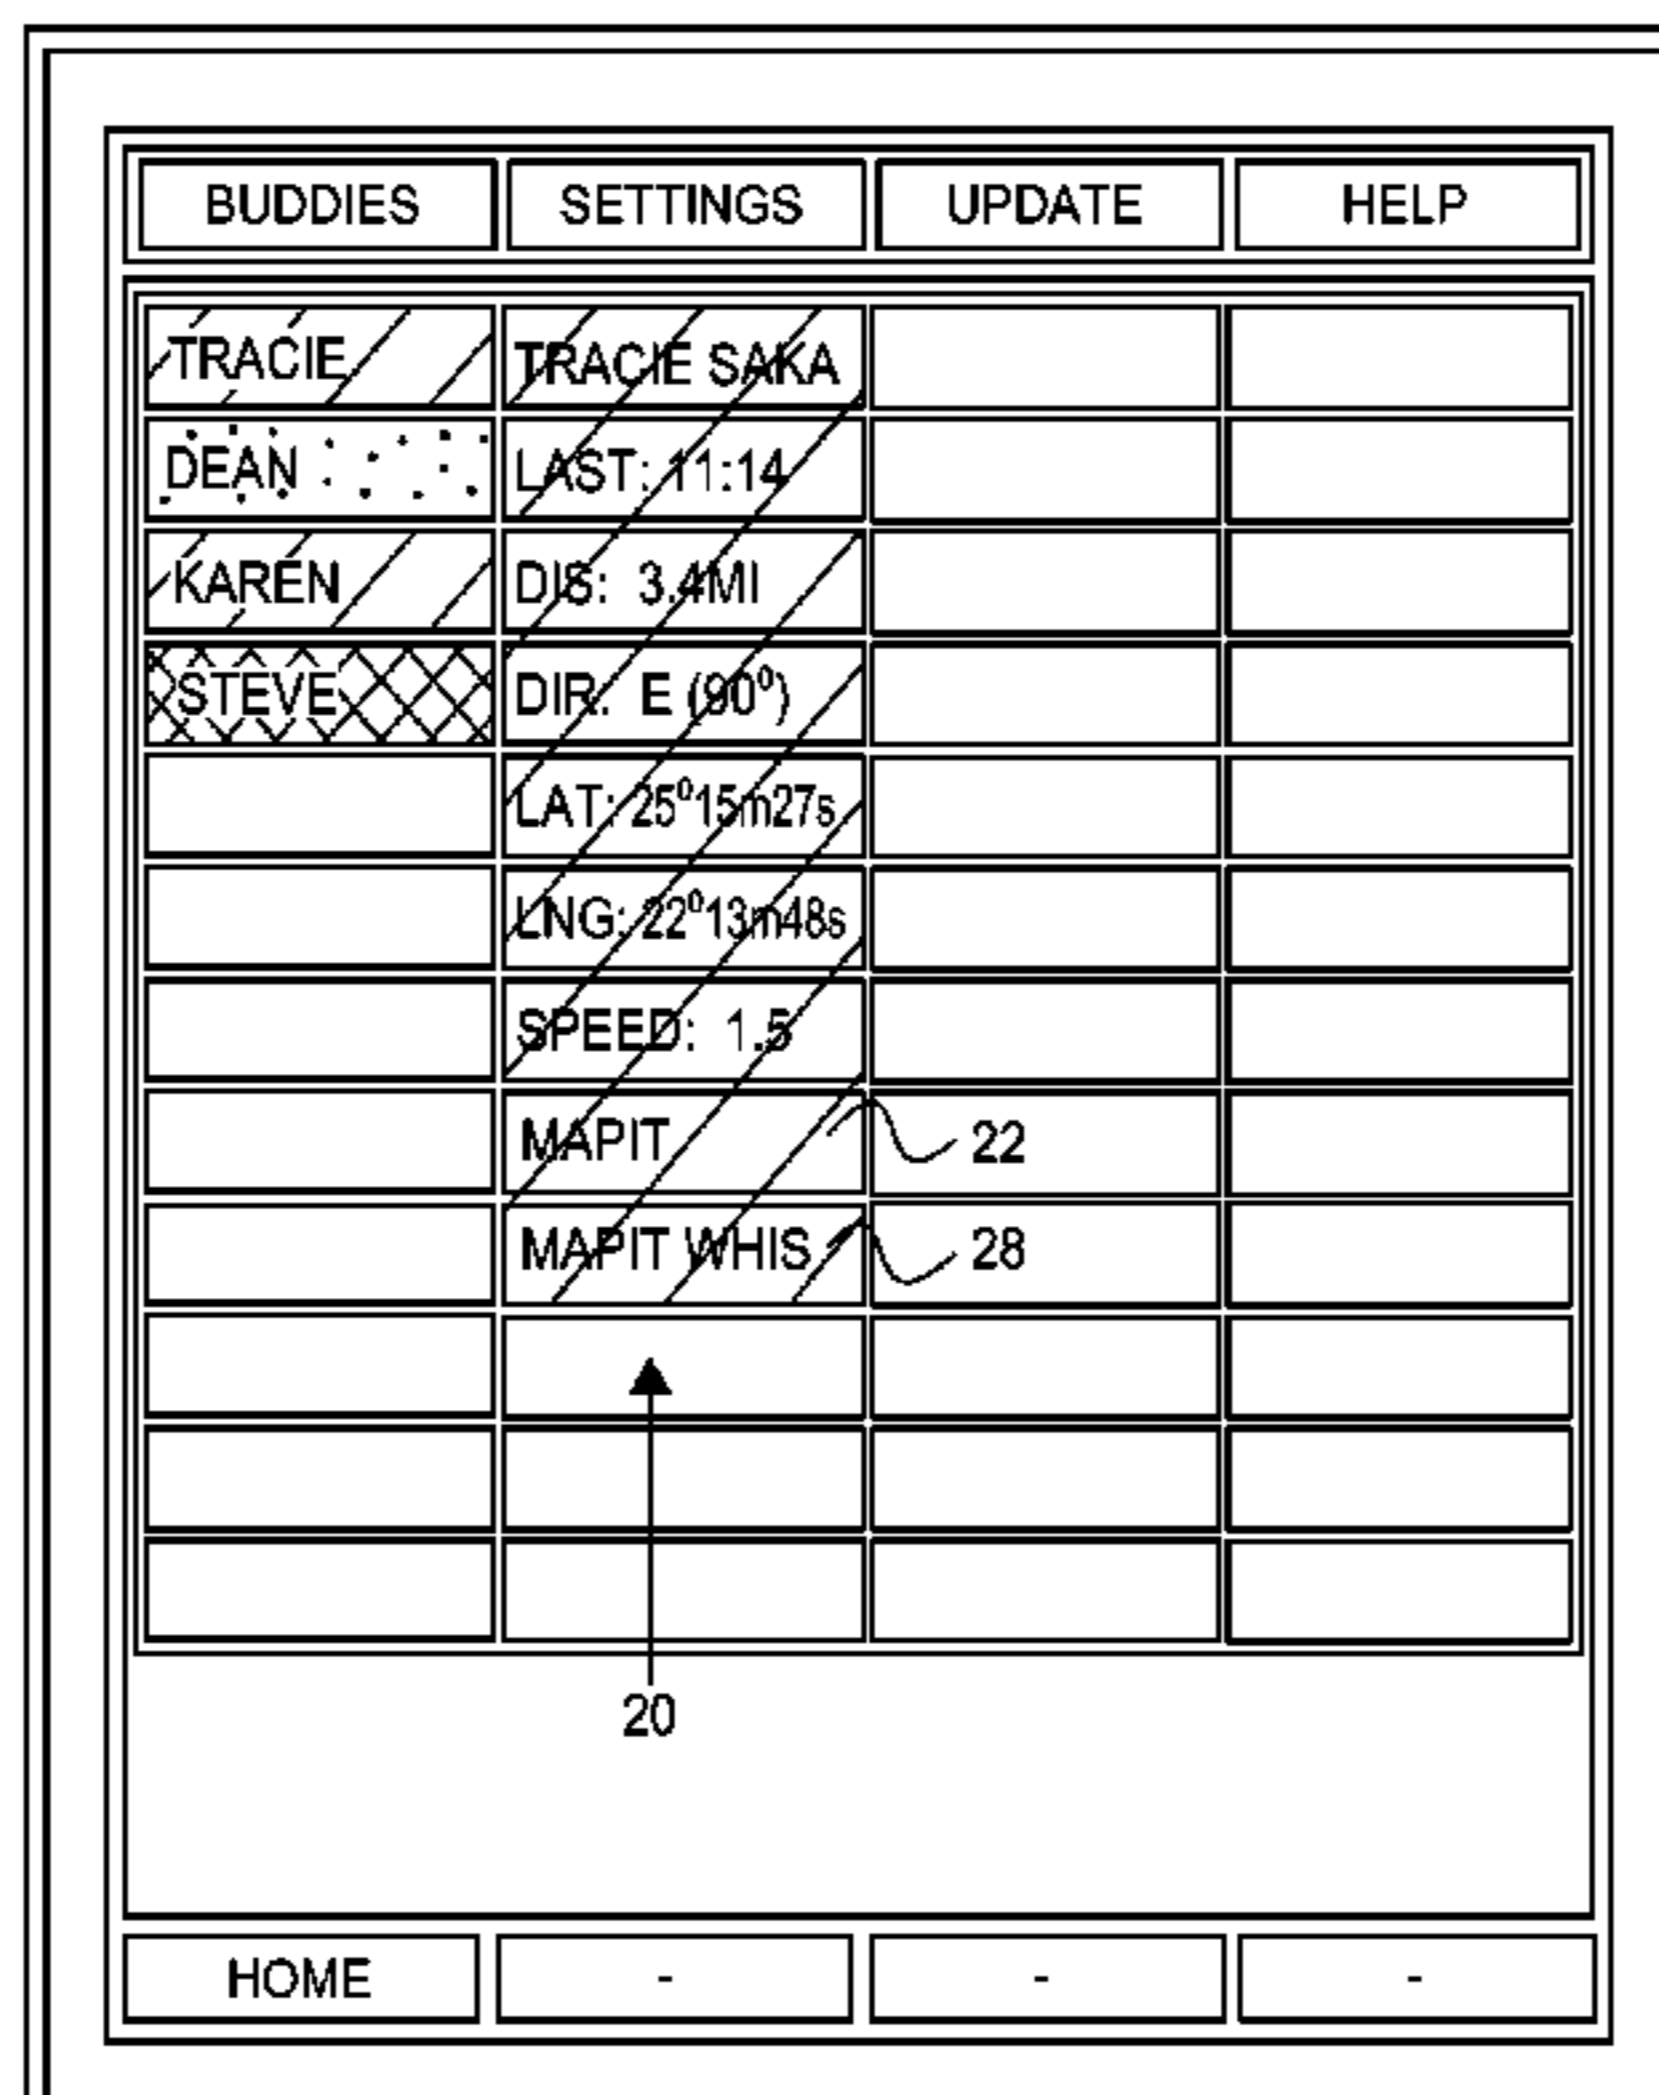 BUDDIES SETTINGS UPDATE HELP
TRACIE TRACIE SAKA
DEAN LAST: 11:14
KAREN DIS: 3.4MI
STEVE DIR: E (90⁰)
LAT: 25⁰15m27s
LNG: 22⁰13m48s
SPEED: 1.5
MAPIT 22
MAPIT WHIS 28
20
HOME - - -